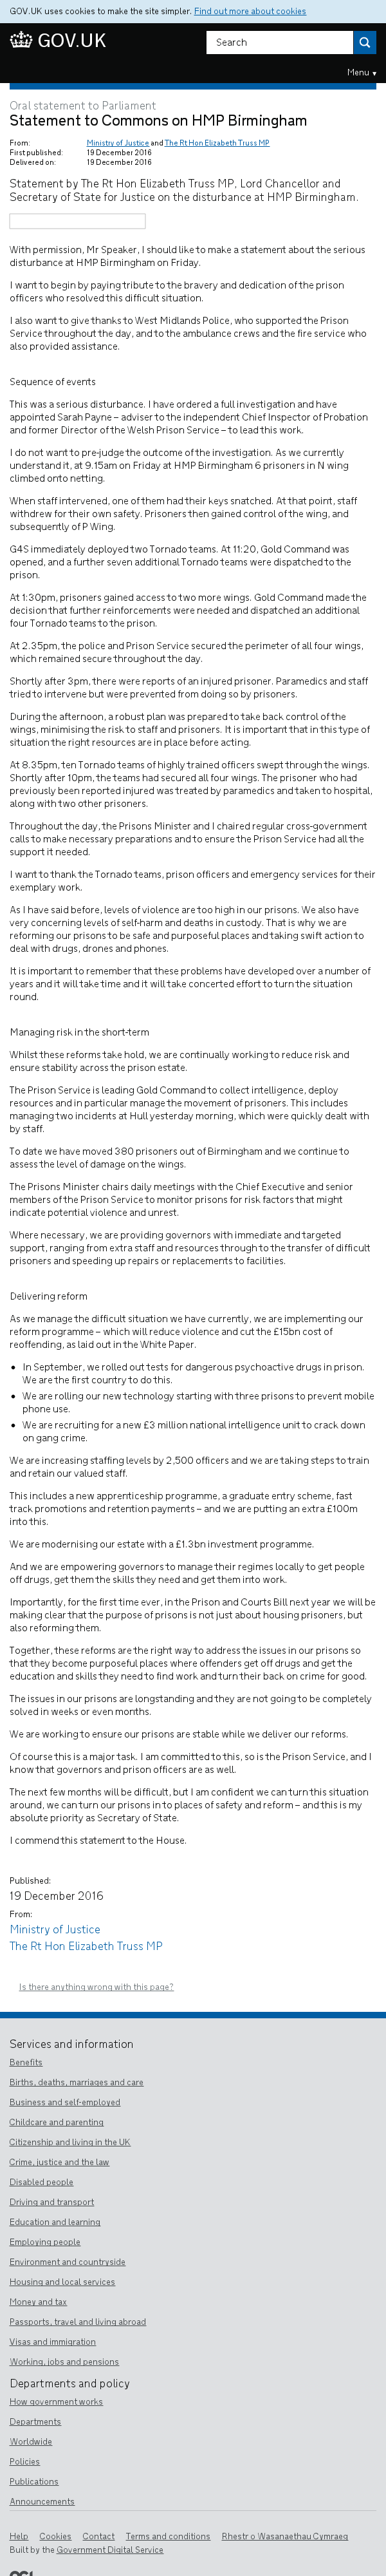 GOV.UK uses cookies to make the site simpler. Find out more about cookies
GOV.UK
Search
Menu ▾
Oral statement to Parliament
Statement to Commons on HMP Birmingham
From: Ministry of Justice and The Rt Hon Elizabeth Truss MP
First published: 19 December 2016
Delivered on: 19 December 2016
Statement by The Rt Hon Elizabeth Truss MP, Lord Chancellor and
Secretary of State for Justice on the disturbance at HMP Birmingham.
With permission, Mr Speaker, I should like to make a statement about the serious
disturbance at HMP Birmingham on Friday.
I want to begin by paying tribute to the bravery and dedication of the prison
officers who resolved this difficult situation.
I also want to give thanks to West Midlands Police, who supported the Prison
Service throughout the day, and to the ambulance crews and the fire service who
also provided assistance.
Sequence of events
This was a serious disturbance. I have ordered a full investigation and have
appointed Sarah Payne – adviser to the independent Chief Inspector of Probation
and former Director of the Welsh Prison Service – to lead this work.
I do not want to pre-judge the outcome of the investigation. As we currently
understand it, at 9.15am on Friday at HMP Birmingham 6 prisoners in N wing
climbed onto netting.
When staff intervened, one of them had their keys snatched. At that point, staff
withdrew for their own safety. Prisoners then gained control of the wing, and
subsequently of P Wing.
G4S immediately deployed two Tornado teams. At 11:20, Gold Command was
opened, and a further seven additional Tornado teams were dispatched to the
prison.
At 1:30pm, prisoners gained access to two more wings. Gold Command made the
decision that further reinforcements were needed and dispatched an additional
four Tornado teams to the prison.
At 2.35pm, the police and Prison Service secured the perimeter of all four wings,
which remained secure throughout the day.
Shortly after 3pm, there were reports of an injured prisoner. Paramedics and staff
tried to intervene but were prevented from doing so by prisoners.
During the afternoon, a robust plan was prepared to take back control of the
wings, minimising the risk to staff and prisoners. It is important that in this type of
situation the right resources are in place before acting.
At 8.35pm, ten Tornado teams of highly trained officers swept through the wings.
Shortly after 10pm, the teams had secured all four wings. The prisoner who had
previously been reported injured was treated by paramedics and taken to hospital,
along with two other prisoners.
Throughout the day, the Prisons Minister and I chaired regular cross-government
calls to make necessary preparations and to ensure the Prison Service had all the
support it needed.
I want to thank the Tornado teams, prison officers and emergency services for their
exemplary work.
As I have said before, levels of violence are too high in our prisons. We also have
very concerning levels of self-harm and deaths in custody. That is why we are
reforming our prisons to be safe and purposeful places and taking swift action to
deal with drugs, drones and phones.
It is important to remember that these problems have developed over a number of
years and it will take time and it will take concerted effort to turn the situation
round.
Managing risk in the short-term
Whilst these reforms take hold, we are continually working to reduce risk and
ensure stability across the prison estate.
The Prison Service is leading Gold Command to collect intelligence, deploy
resources and in particular manage the movement of prisoners. This includes
managing two incidents at Hull yesterday morning, which were quickly dealt with
by staff.
To date we have moved 380 prisoners out of Birmingham and we continue to
assess the level of damage on the wings.
The Prisons Minister chairs daily meetings with the Chief Executive and senior
members of the Prison Service to monitor prisons for risk factors that might
indicate potential violence and unrest.
Where necessary, we are providing governors with immediate and targeted
support, ranging from extra staff and resources through to the transfer of difficult
prisoners and speeding up repairs or replacements to facilities.
Delivering reform
As we manage the difficult situation we have currently, we are implementing our
reform programme – which will reduce violence and cut the £15bn cost of
reoffending, as laid out in the White Paper.
• In September, we rolled out tests for dangerous psychoactive drugs in prison.
We are the first country to do this.
• We are rolling our new technology starting with three prisons to prevent mobile
phone use.
• We are recruiting for a new £3 million national intelligence unit to crack down
on gang crime.
We are increasing staffing levels by 2,500 officers and we are taking steps to train
and retain our valued staff.
This includes a new apprenticeship programme, a graduate entry scheme, fast
track promotions and retention payments – and we are putting an extra £100m
into this.
We are modernising our estate with a £1.3bn investment programme.
And we are empowering governors to manage their regimes locally to get people
off drugs, get them the skills they need and get them into work.
Importantly, for the first time ever, in the Prison and Courts Bill next year we will be
making clear that the purpose of prisons is not just about housing prisoners, but
also reforming them.
Together, these reforms are the right way to address the issues in our prisons so
that they become purposeful places where offenders get off drugs and get the
education and skills they need to find work and turn their back on crime for good.
The issues in our prisons are longstanding and they are not going to be completely
solved in weeks or even months.
We are working to ensure our prisons are stable while we deliver our reforms.
Of course this is a major task. I am committed to this, so is the Prison Service, and I
know that governors and prison officers are as well.
The next few months will be difficult, but I am confident we can turn this situation
around, we can turn our prisons in to places of safety and reform – and this is my
absolute priority as Secretary of State.
I commend this statement to the House.
Published:
19 December 2016
From:
Ministry of Justice
The Rt Hon Elizabeth Truss MP
Is there anything wrong with this page?
Services and information
Benefits
Births, deaths, marriages and care
Business and self-employed
Childcare and parenting
Citizenship and living in the UK
Crime, justice and the law
Disabled people
Driving and transport
Education and learning
Employing people
Environment and countryside
Housing and local services
Money and tax
Passports, travel and living abroad
Visas and immigration
Working, jobs and pensions
Departments and policy
How government works
Departments
Worldwide
Policies
Publications
Announcements
Help Cookies Contact Terms and conditions Rhestr o Wasanaethau Cymraeg
Built by the Government Digital Service